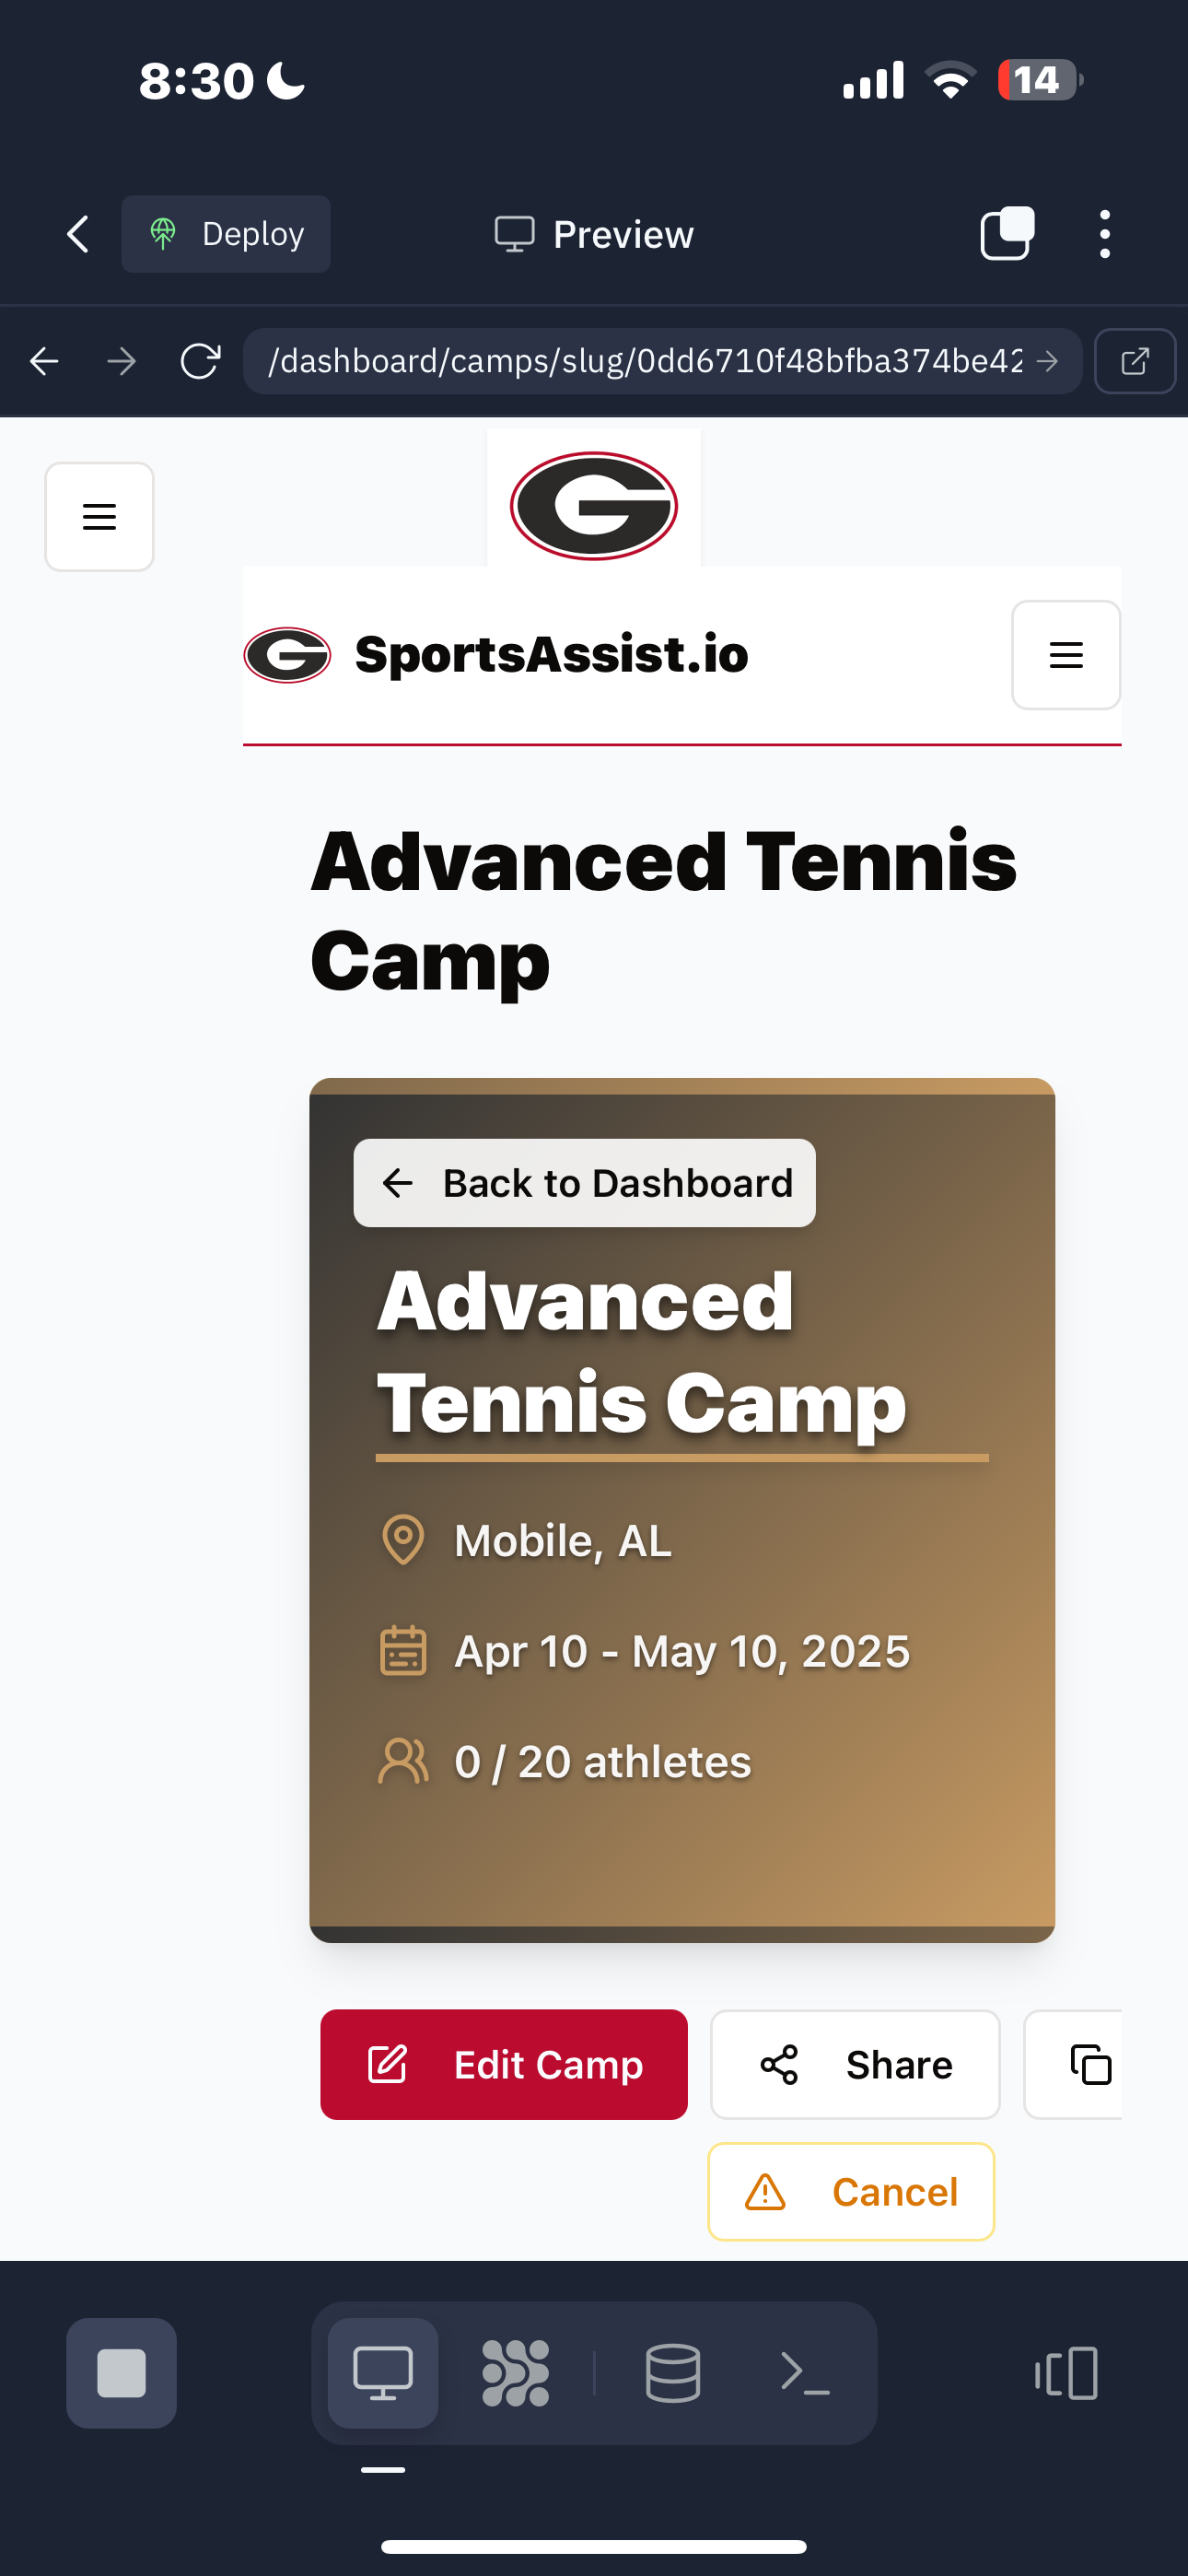 8:30
14
Deploy
Preview
/dashboard/camps/slug/0dd6710f48bfba374be42
G
G SportsAssist.io
Advanced Tennis
Camp
Back to Dashboard
Advanced
Tennis Camp
Mobile, AL
Apr 10 - May 10, 2025
0 / 20 athletes
Edit Camp
Share
Cancel